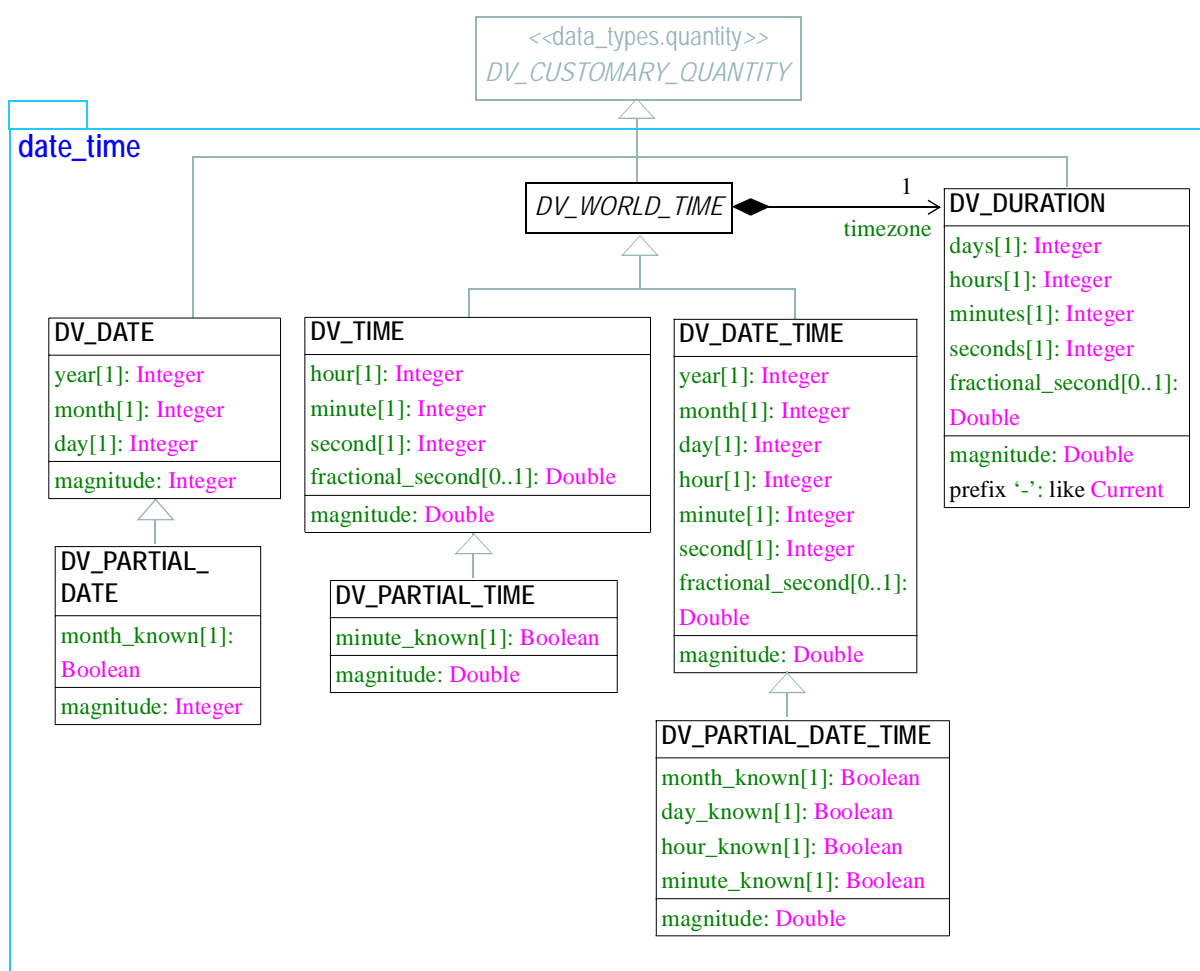 <<data_types.quantity>>
DV_CUSTOMARY_QUANTITY
date_time
DV_WORLD_TIME
1
timezone
DV_DURATION
days[1]: Integer
hours[1]: Integer
minutes[1]: Integer
seconds[1]: Integer
fractional_second[0..1]:
Double
magnitude: Double
prefix ‘-’: like Current
DV_DATE
year[1]: Integer
month[1]: Integer
day[1]: Integer
magnitude: Integer
DV_TIME
hour[1]: Integer
minute[1]: Integer
second[1]: Integer
fractional_second[0..1]: Double
magnitude: Double
DV_DATE_TIME
year[1]: Integer
month[1]: Integer
day[1]: Integer
hour[1]: Integer
minute[1]: Integer
second[1]: Integer
fractional_second[0..1]:
Double
magnitude: Double
DV_PARTIAL_
DATE
month_known[1]:
Boolean
magnitude: Integer
DV_PARTIAL_TIME
minute_known[1]: Boolean
magnitude: Double
DV_PARTIAL_DATE_TIME
month_known[1]: Boolean
day_known[1]: Boolean
hour_known[1]: Boolean
minute_known[1]: Boolean
magnitude: Double